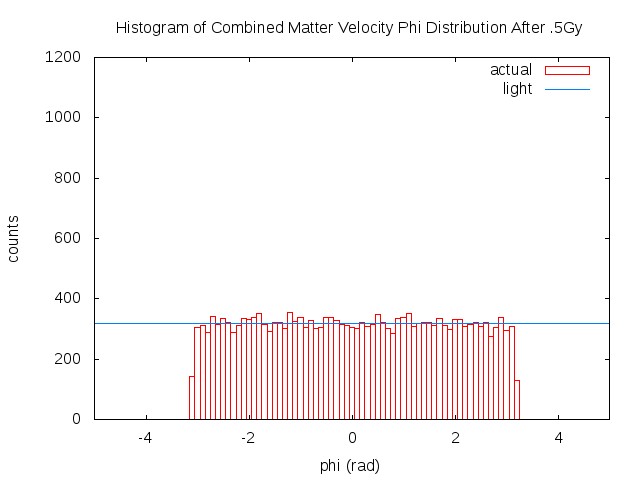 Histogram of Combined Matter Velocity Phi Distribution After .5Gy
1200
1000
800
600
400
200
0
counts
actual
light
-4
-2
0
2
4
phi (rad)